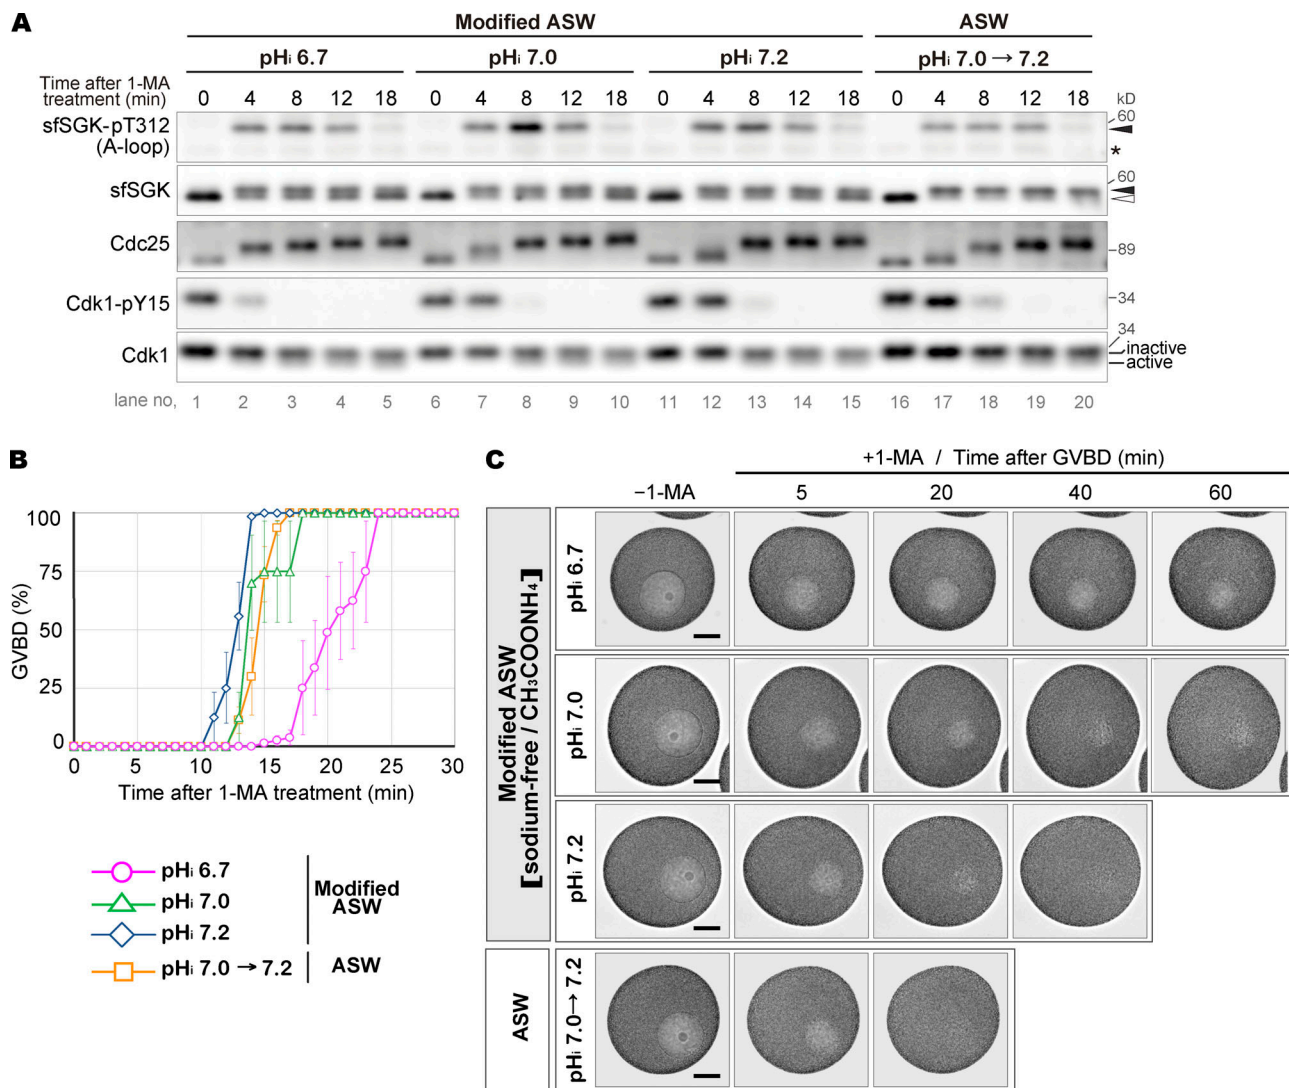 A
Modified ASW
ASW
pHi 6.7
pHi 7.0
pHi 7.2
pHi 7.0 → 7.2
Time after 1-MA
treatment (min)
0 4 8 12 18 0 4 8 12 18 0 4 8 12 18 0 4 8 12 18
kD
sfSGK-pT312
(A-loop)
60
*
sfSGK
60
Cdc25
89
Cdk1-pY15
34
Cdk1
34
inactive
active
lane no, 1 2 3 4 5 6 7 8 9 10 11 12 13 14 15 16 17 18 19 20
B
GVBD (%)
100
75
50
25
0
0 5 10 15 20 25 30
Time after 1-MA treatment (min)
pHi 6.7
pHi 7.0
pHi 7.2
Modified
ASW
pHi 7.0 → 7.2
ASW
C
+1-MA / Time after GVBD (min)
−1-MA 5 20 40 60
Modified ASW
[sodium-free / CH₃COONH₄]
pHi 6.7
pHi 7.0
pHi 7.2
ASW
pHi 7.0→ 7.2